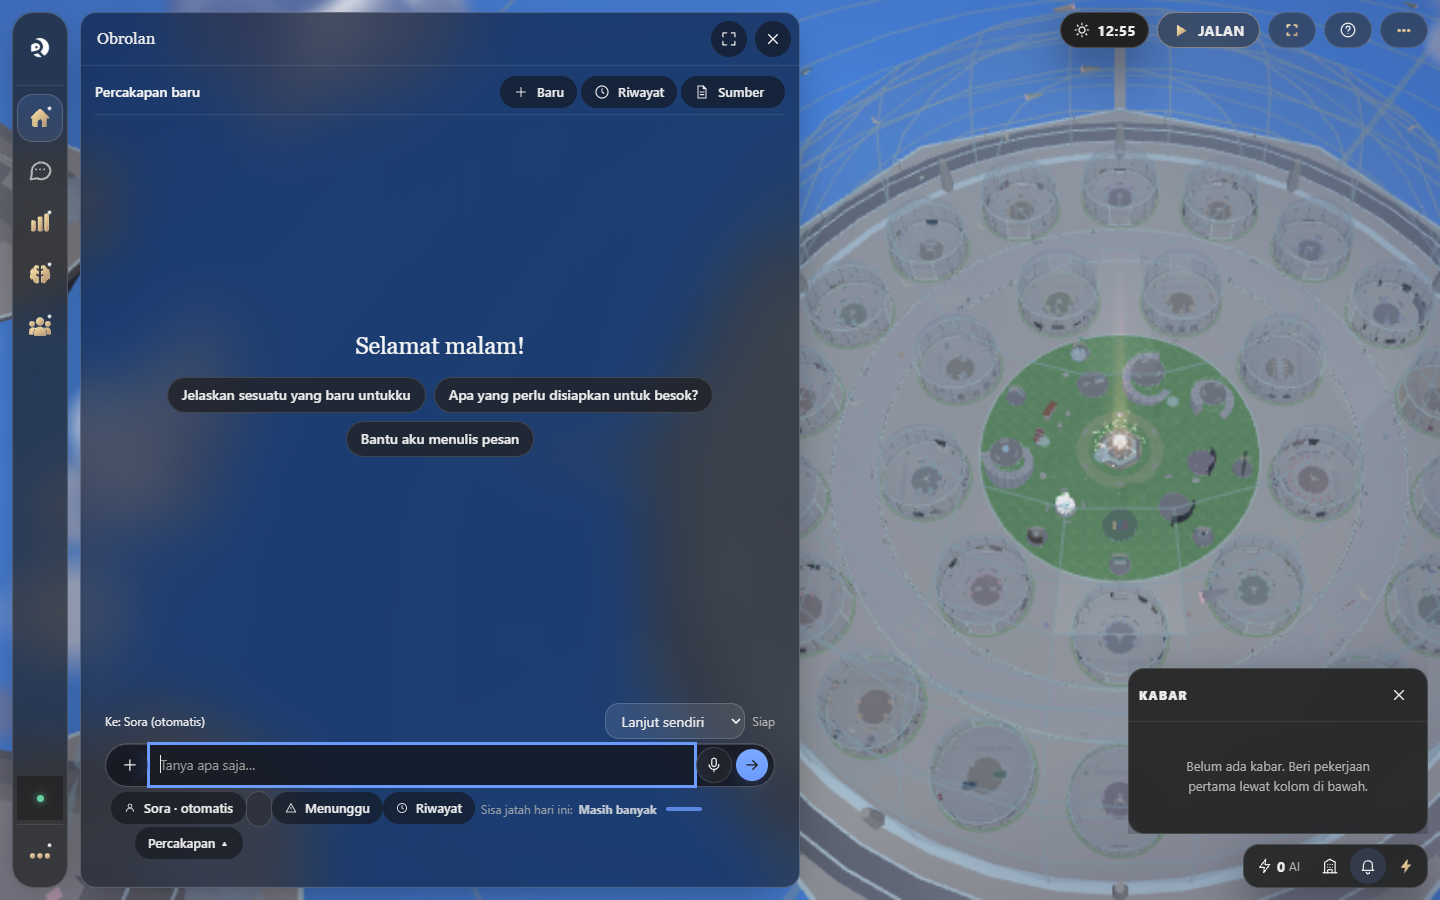 Obrolan
12:55
JALAN
Percakapan baru
Baru
Riwayat
Sumber
Selamat malam!
Jelaskan sesuatu yang baru untukku
Apa yang perlu disiapkan untuk besok?
Bantu aku menulis pesan
Ke: Sora (otomatis)
Lanjut sendiri
Siap
Tanya apa saja...
Sora · otomatis
Menunggu
Riwayat
Sisa jatah hari ini: Masih banyak
Percakapan
KABAR
Belum ada kabar. Beri pekerjaan
pertama lewat kolom di bawah.
0 AI